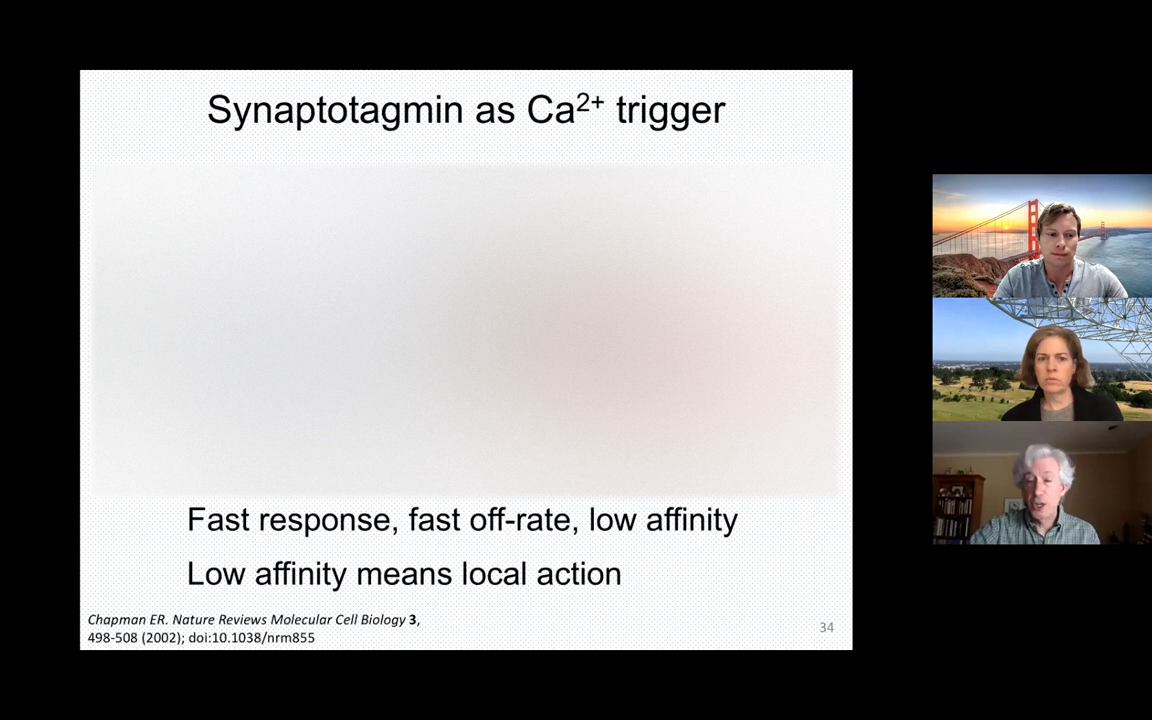 Synaptotagmin as Ca²⁺ trigger
Fast response, fast off-rate, low affinity
Low affinity means local action
Chapman ER. Nature Reviews Molecular Cell Biology 3,
498-508 (2002); doi:10.1038/nrm855
34